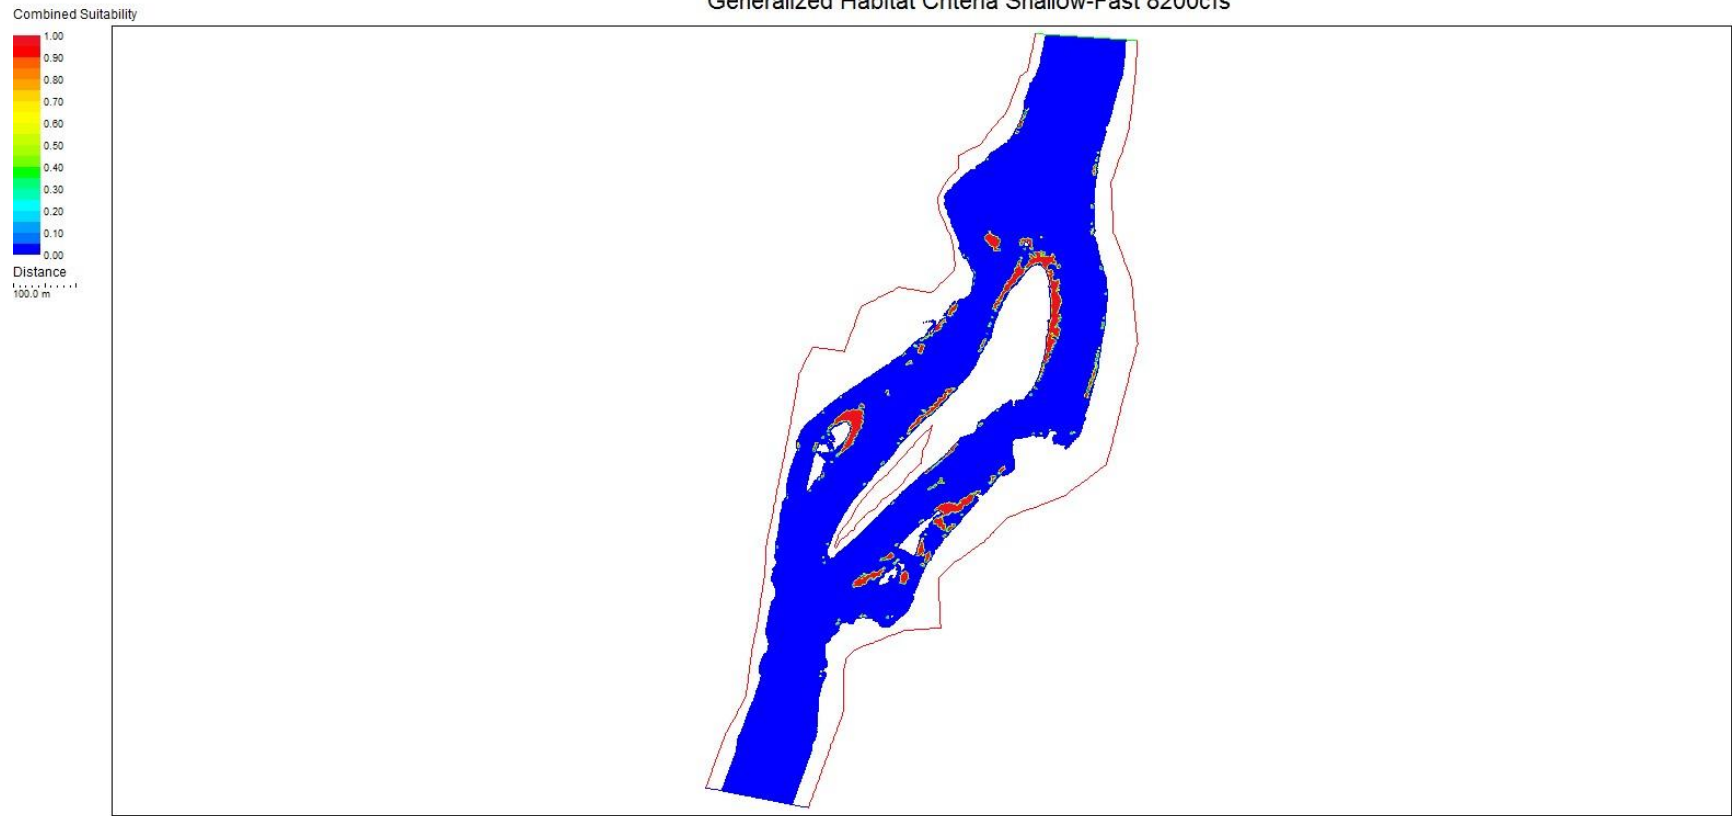 Generalized Habitat Criteria Shallow-Fast 8200cfs
Combined Suitability
1.00
0.90
0.80
0.70
0.60
0.50
0.40
0.30
0.20
0.10
0.00
Distance
100.0 m